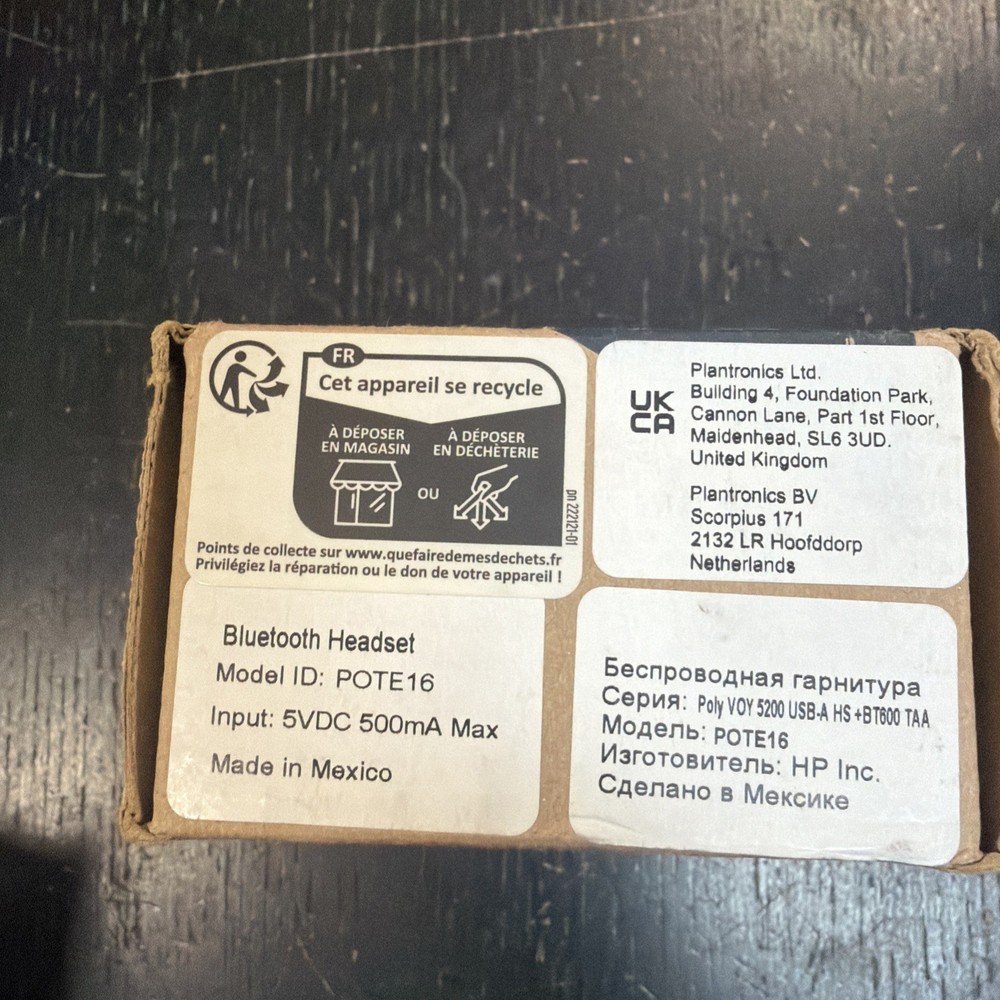 FR
Cet appareil se recycle
À DÉPOSER
EN MAGASIN
OU
À DÉPOSER
EN DÉCHÈTERIE
pn 222121-01
Points de collecte sur www.quefairedemesdechets.fr
Privilégiez la réparation ou le don de votre appareil !
UK
CA
Plantronics Ltd.
Building 4, Foundation Park,
Cannon Lane, Part 1st Floor,
Maidenhead, SL6 3UD.
United Kingdom
Plantronics BV
Scorpius 171
2132 LR Hoofddorp
Netherlands
Bluetooth Headset
Model ID: POTE16
Input: 5VDC 500mA Max
Made in Mexico
Беспроводная гарнитура
Серия: Poly VOY 5200 USB-A HS +BT600 TAA
Модель: POTE16
Изготовитель: HP Inc.
Сделано в Мексике